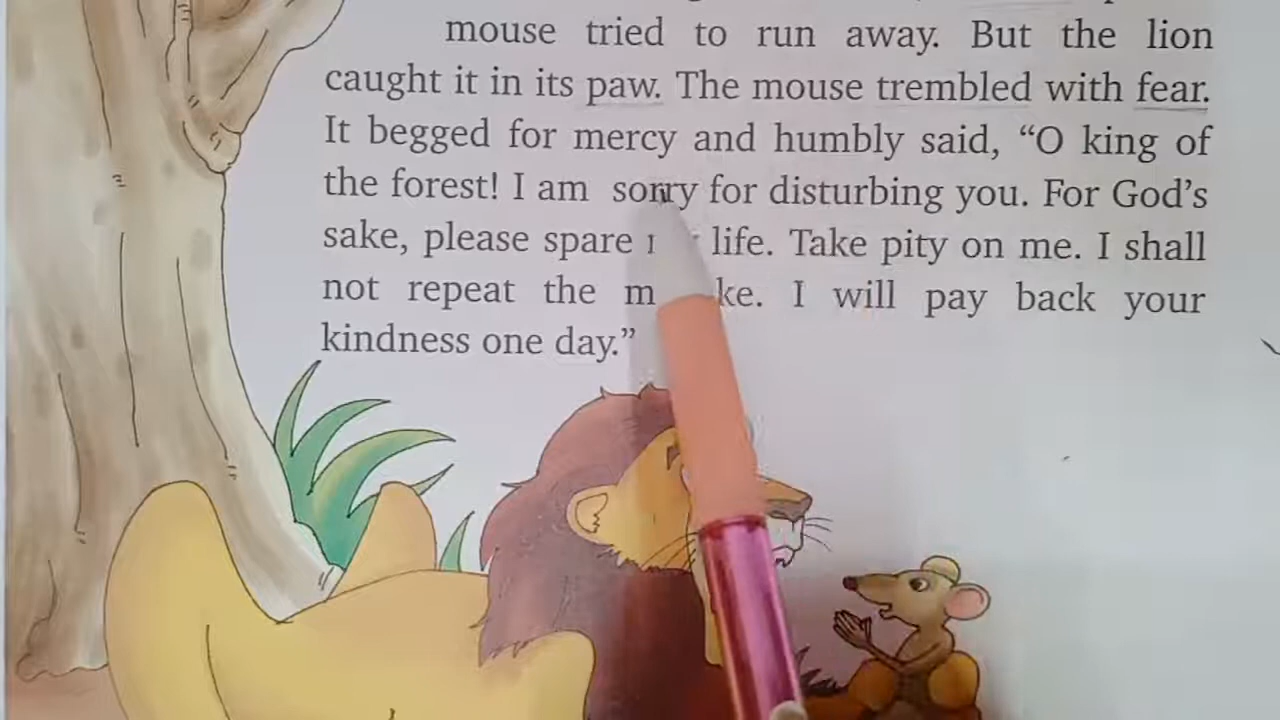 mouse tried to run away. But the lion
caught it in its paw. The mouse trembled with fear.
It begged for mercy and humbly said, “O king of
the forest! I am sorry for disturbing you. For God’s
sake, please spare life. Take pity on me. I shall
not repeat the I will pay back your
kindness one day.”